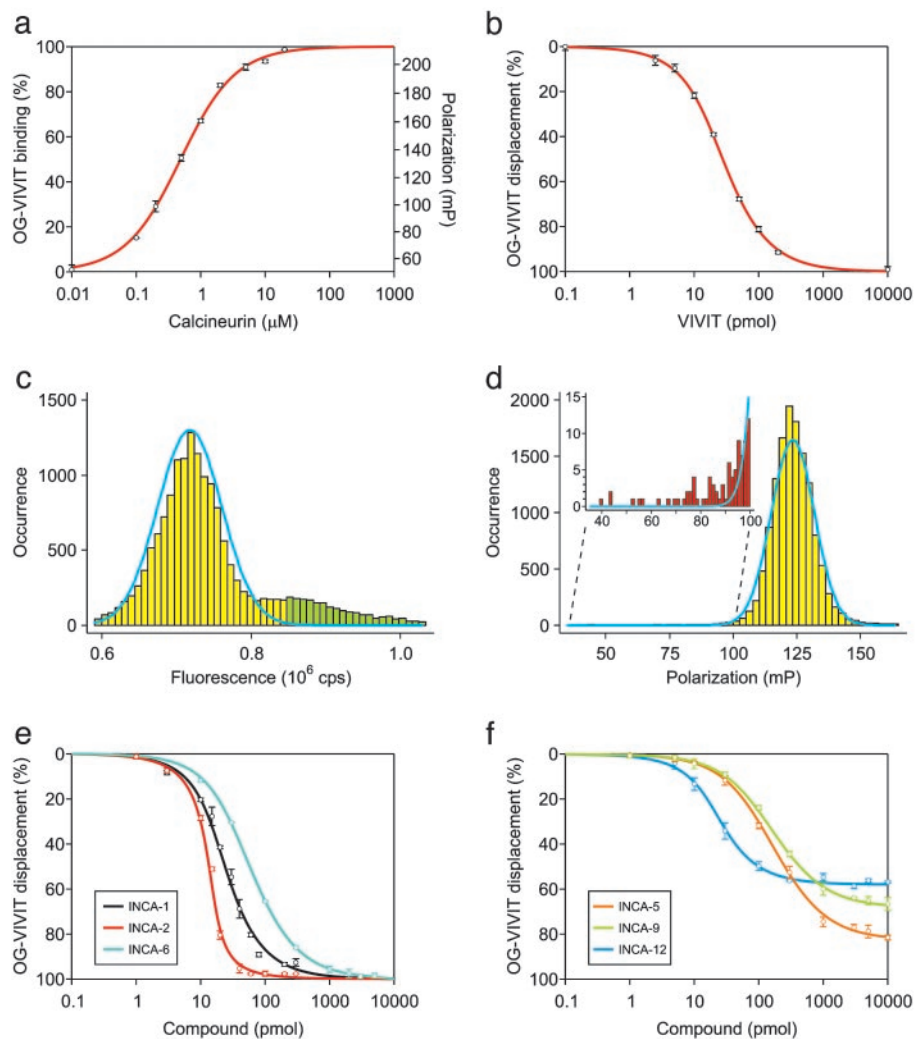 a
100
80
60
40
20
0
OG-VIVIT binding (%)
200
180
160
140
120
100
80
60
Polarization (mP)
0.01 0.1 1 10 100 1000
Calcineurin (μM)
b
0
20
40
60
80
100
OG-VIVIT displacement (%)
0.1 1 10 100 1000 10000
VIVIT (pmol)
c
1500
1000
500
0
Occurrence
0.6 0.8 1.0
Fluorescence (10⁶ cps)
d
2000
1500
1000
500
0
Occurrence
15
10
5
0
40 60 80 100
50 75 100 125 150
Polarization (mP)
e
0
20
40
60
80
100
OG-VIVIT displacement (%)
INCA-1
INCA-2
INCA-6
0.1 1 10 100 1000 10000
Compound (pmol)
f
0
20
40
60
80
100
OG-VIVIT displacement (%)
INCA-5
INCA-9
INCA-12
0.1 1 10 100 1000 10000
Compound (pmol)